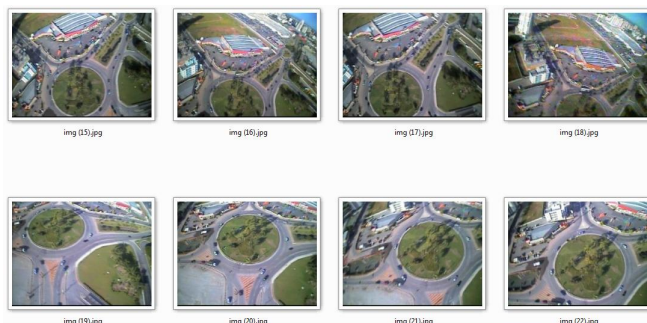 img (15).jpg
img (16).jpg
img (17).jpg
img (18).jpg
img (19).jpg
img (20).jpg
img (21).jpg
img (22).jpg